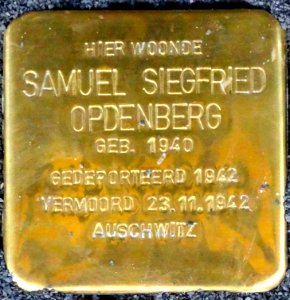 HIER WOONDE
SAMUEL SIEGFRIED
OPDENBERG
GEB. 1940
GEDEPORTEERD 1942
VERMOORD 23.11.1942
AUSCHWITZ